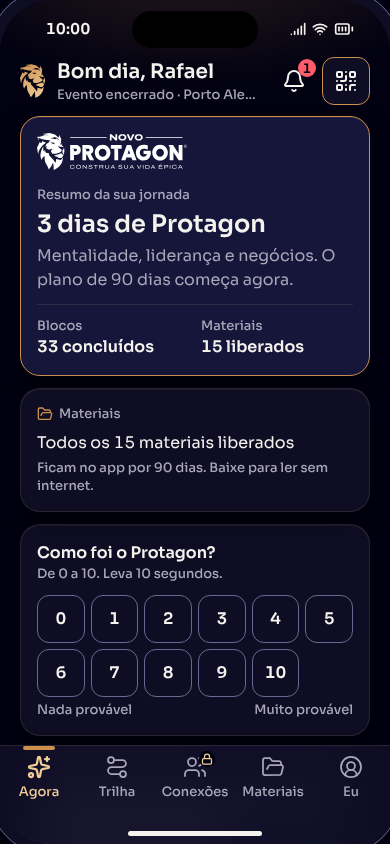 10:00
Bom dia, Rafael
1
Evento encerrado · Porto Ale...
NOVO
PROTAGON
CONSTRUA SUA VIDA ÉPICA
Resumo da sua jornada
3 dias de Protagon
Mentalidade, liderança e negócios. O
plano de 90 dias começa agora.
Blocos
Materiais
33 concluídos
15 liberados
Materiais
Todos os 15 materiais liberados
Ficam no app por 90 dias. Baixe para ler sem
internet.
Como foi o Protagon?
De 0 a 10. Leva 10 segundos.
0 1 2 3 4 5
6 7 8 9 10
Nada provável
Muito provável
Agora
Trilha
Conexões
Materiais
Eu